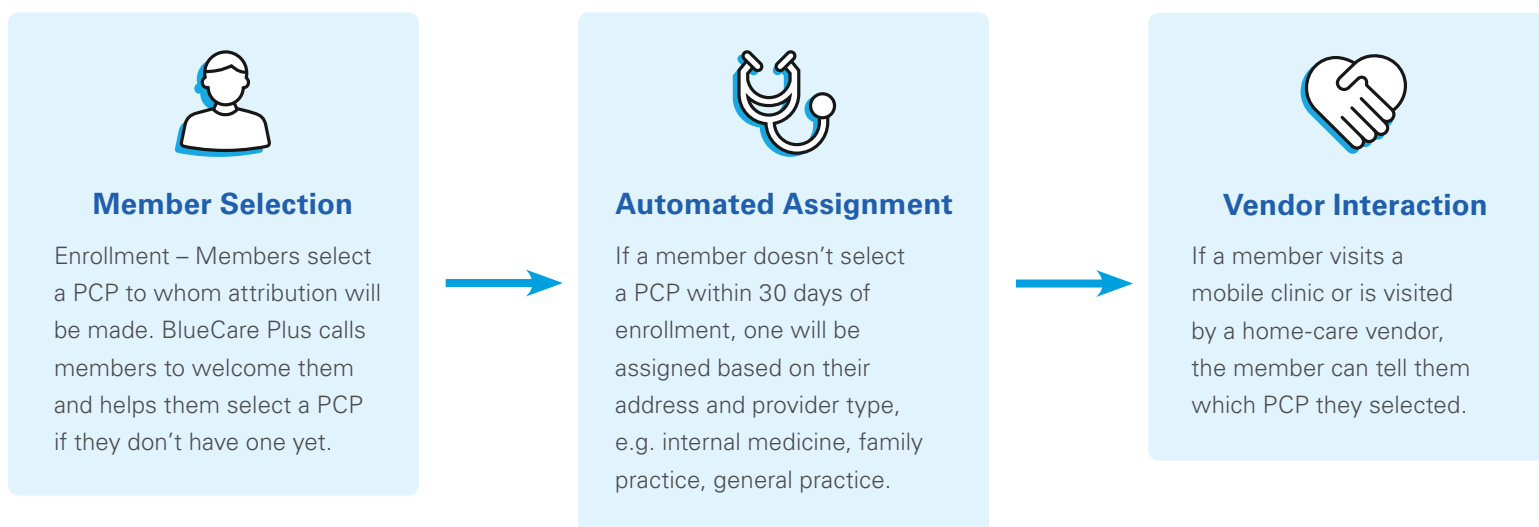 Member Selection
Enrollment – Members select
a PCP to whom attribution will
be made. BlueCare Plus calls
members to welcome them
and helps them select a PCP
if they don’t have one yet.
Automated Assignment
If a member doesn’t select
a PCP within 30 days of
enrollment, one will be
assigned based on their
address and provider type,
e.g. internal medicine, family
practice, general practice.
Vendor Interaction
If a member visits a
mobile clinic or is visited
by a home-care vendor,
the member can tell them
which PCP they selected.